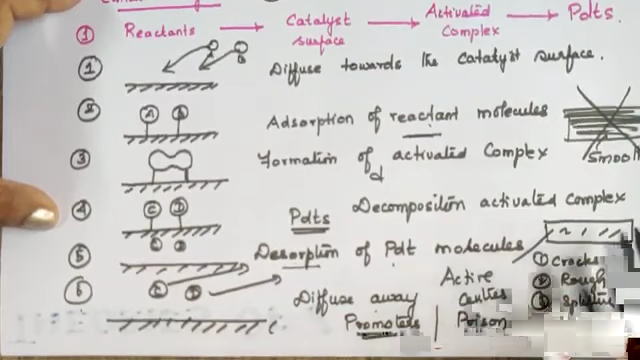 ① Reactants → Catalyst surface → Activated Complex → Pdts.
① Diffuse towards the Catalyst surface.
② A B Adsorption of reactant molecules
③ Formation of activated Complex
Smooth
④ C D Pdts Decomposition activated Complex
⑤ Desorption of Pdt molecules
① Cracks
② Rough
⑥ C D Diffuse away
Active Centres
Promoters | Poison